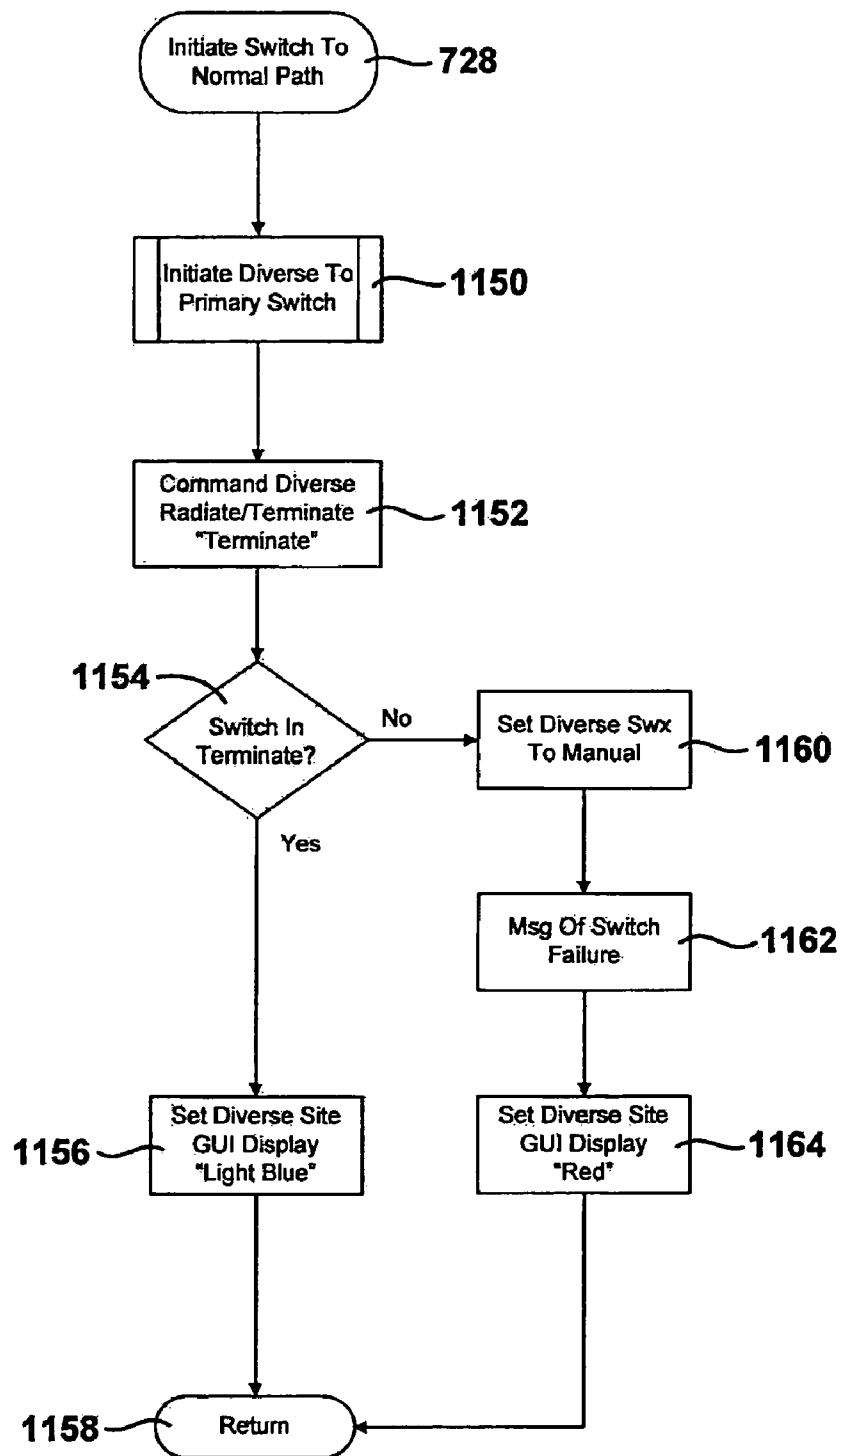 Initiate Switch To
Normal Path
728
Initiate Diverse To
Primary Switch
1150
Command Diverse
Radiate/Terminate
"Terminate"
1152
1154
Switch In
Terminate?
No
Yes
Set Diverse Swx
To Manual
1160
Msg Of Switch
Failure
1162
1156
Set Diverse Site
GUI Display
"Light Blue"
Set Diverse Site
GUI Display
"Red"
1164
1158
Return